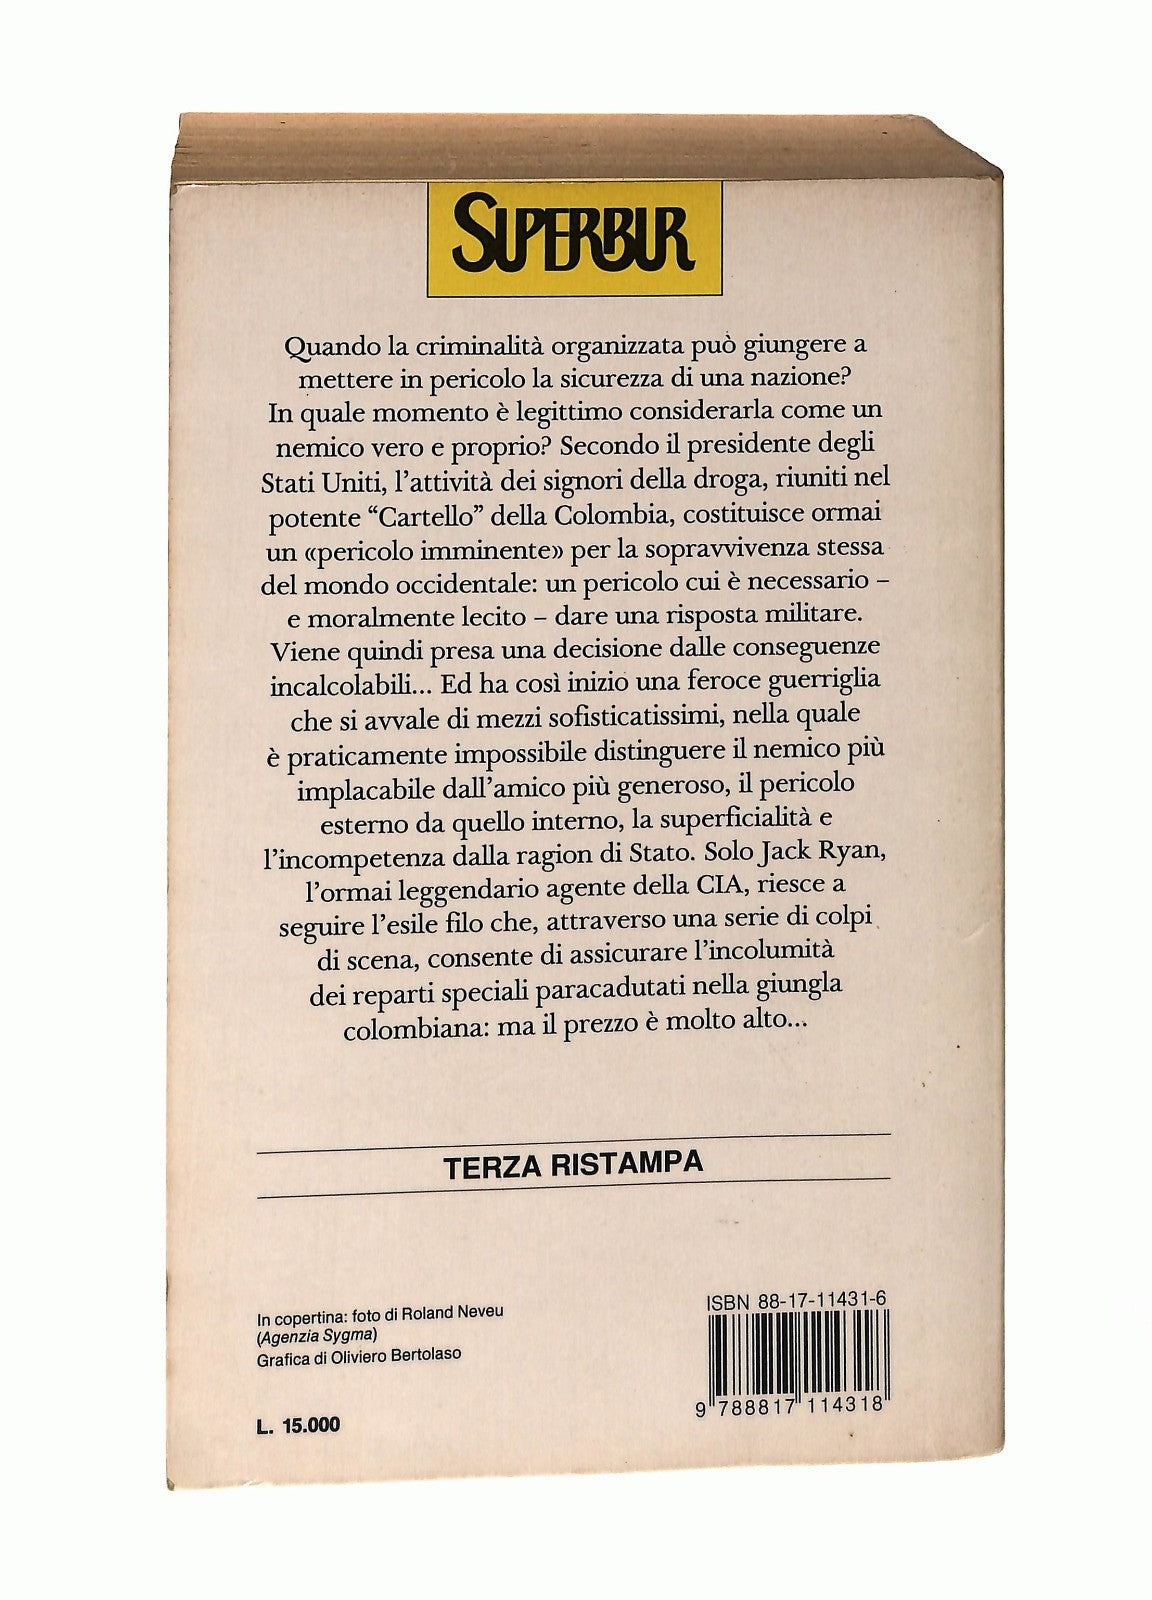 SUPERBUR
Quando la criminalità organizzata può giungere a
mettere in pericolo la sicurezza di una nazione?
In quale momento è legittimo considerarla come un
nemico vero e proprio? Secondo il presidente degli
Stati Uniti, l'attività dei signori della droga, riuniti nel
potente “Cartello” della Colombia, costituisce ormai
un «pericolo imminente» per la sopravvivenza stessa
del mondo occidentale: un pericolo cui è necessario –
e moralmente lecito – dare una risposta militare.
Viene quindi presa una decisione dalle conseguenze
incalcolabili... Ed ha così inizio una feroce guerriglia
che si avvale di mezzi sofisticatissimi, nella quale
è praticamente impossibile distinguere il nemico più
implacabile dall'amico più generoso, il pericolo
esterno da quello interno, la superficialità e
l'incompetenza dalla ragion di Stato. Solo Jack Ryan,
l'ormai leggendario agente della CIA, riesce a
seguire l'esile filo che, attraverso una serie di colpi
di scena, consente di assicurare l'incolumità
dei reparti speciali paracadutati nella giungla
colombiana: ma il prezzo è molto alto...
TERZA RISTAMPA
In copertina: foto di Roland Neveu
(Agenzia Sygma)
Grafica di Oliviero Bertolaso
L. 15.000
ISBN 88-17-11431-6
9 788817 114318